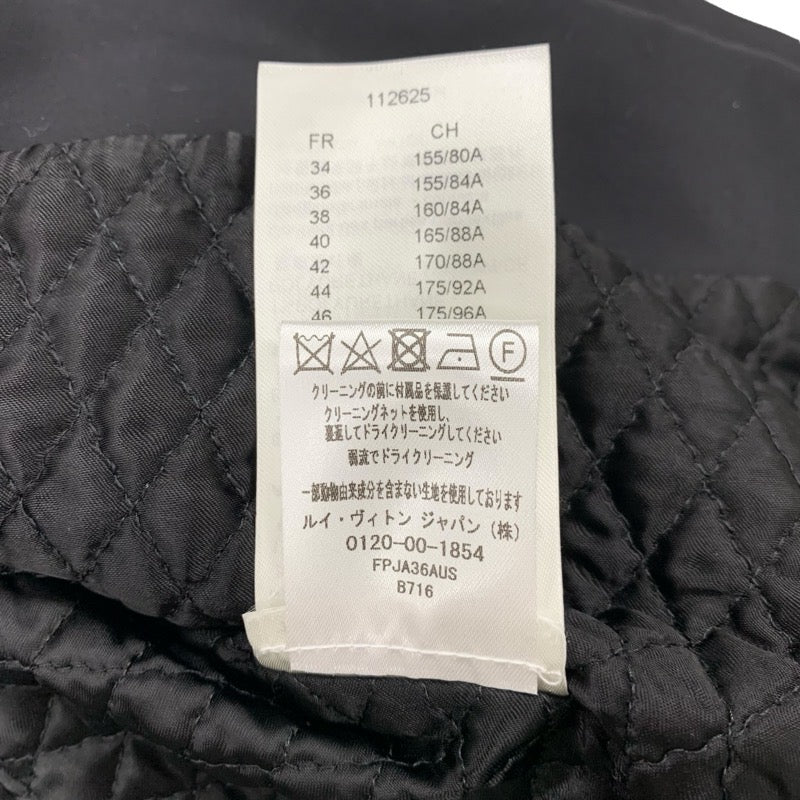 112625
FR CH
34 155/80A
36 155/84A
38 160/84A
40 165/88A
42 170/88A
44 175/92A
46 175/96A
F
クリーニングの前に付属品を保護してください
クリーニングネットを使用し、
裏返してドライクリーニングしてください
弱流でドライクリーニング
一部動物由来成分を含まない生地を使用しております
ルイ・ヴィトン ジャパン (株)
0120-00-1854
FPJA36AUS
B716